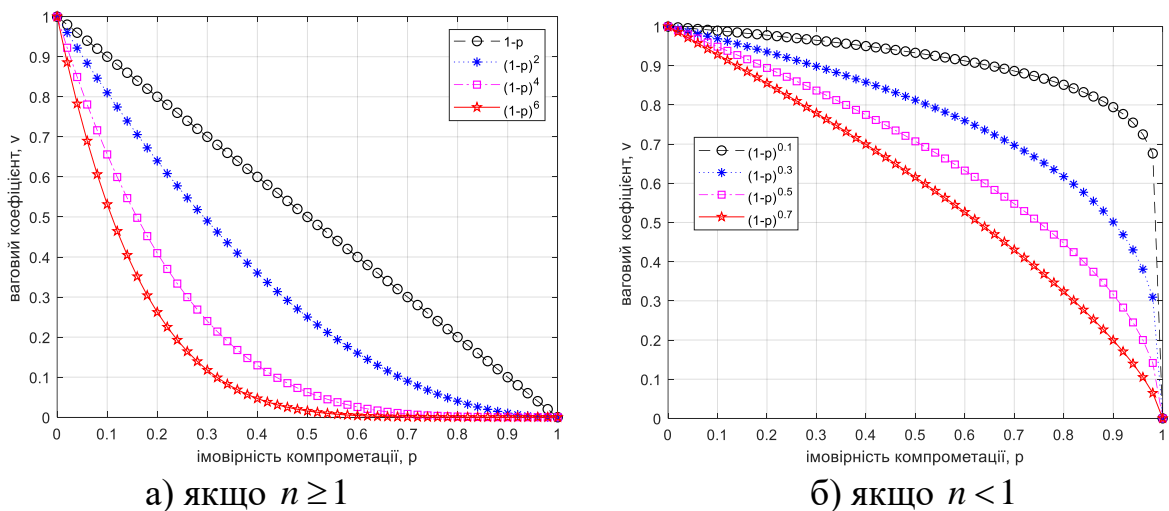 1
0.9
0.8
0.7
0.6
0.5
0.4
0.3
0.2
0.1
0
ваговий коефіцієнт, v
1-p
(1-p)^2
(1-p)^4
(1-p)^6
0 0.1 0.2 0.3 0.4 0.5 0.6 0.7 0.8 0.9 1
імовірність компрометації, p
а) якщо n ≥ 1
1
0.9
0.8
0.7
0.6
0.5
0.4
0.3
0.2
0.1
0
ваговий коефіцієнт, v
(1-p)^0.1
(1-p)^0.3
(1-p)^0.5
(1-p)^0.7
0 0.1 0.2 0.3 0.4 0.5 0.6 0.7 0.8 0.9 1
імовірність компрометації, p
б) якщо n < 1